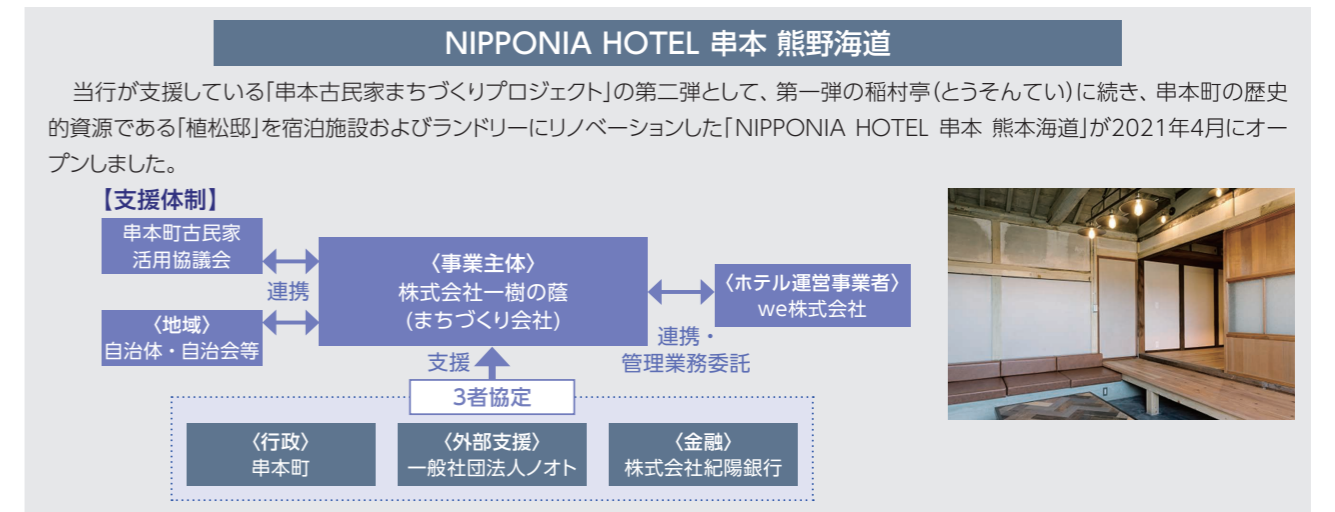 NIPPONIA HOTEL 串本 熊野海道
当行が支援している「串本古民家まちづくりプロジェクト」の第二弾として、第一弾の稲村亭(とうそんてい)に続き、串本町の歴史
的資源である「植松邸」を宿泊施設およびランドリーにリノベーションした「NIPPONIA HOTEL 串本 熊本海道」が2021年4月にオー
プンしました。
【支援体制】
串本町古民家
活用協議会
連携
〈地域〉
自治体・自治会等
〈事業主体〉
株式会社一樹の蔭
(まちづくり会社)
〈ホテル運営事業者〉
we株式会社
連携・
管理業務委託
支援
3者協定
〈行政〉
串本町
〈外部支援〉
一般社団法人ノオト
〈金融〉
株式会社紀陽銀行